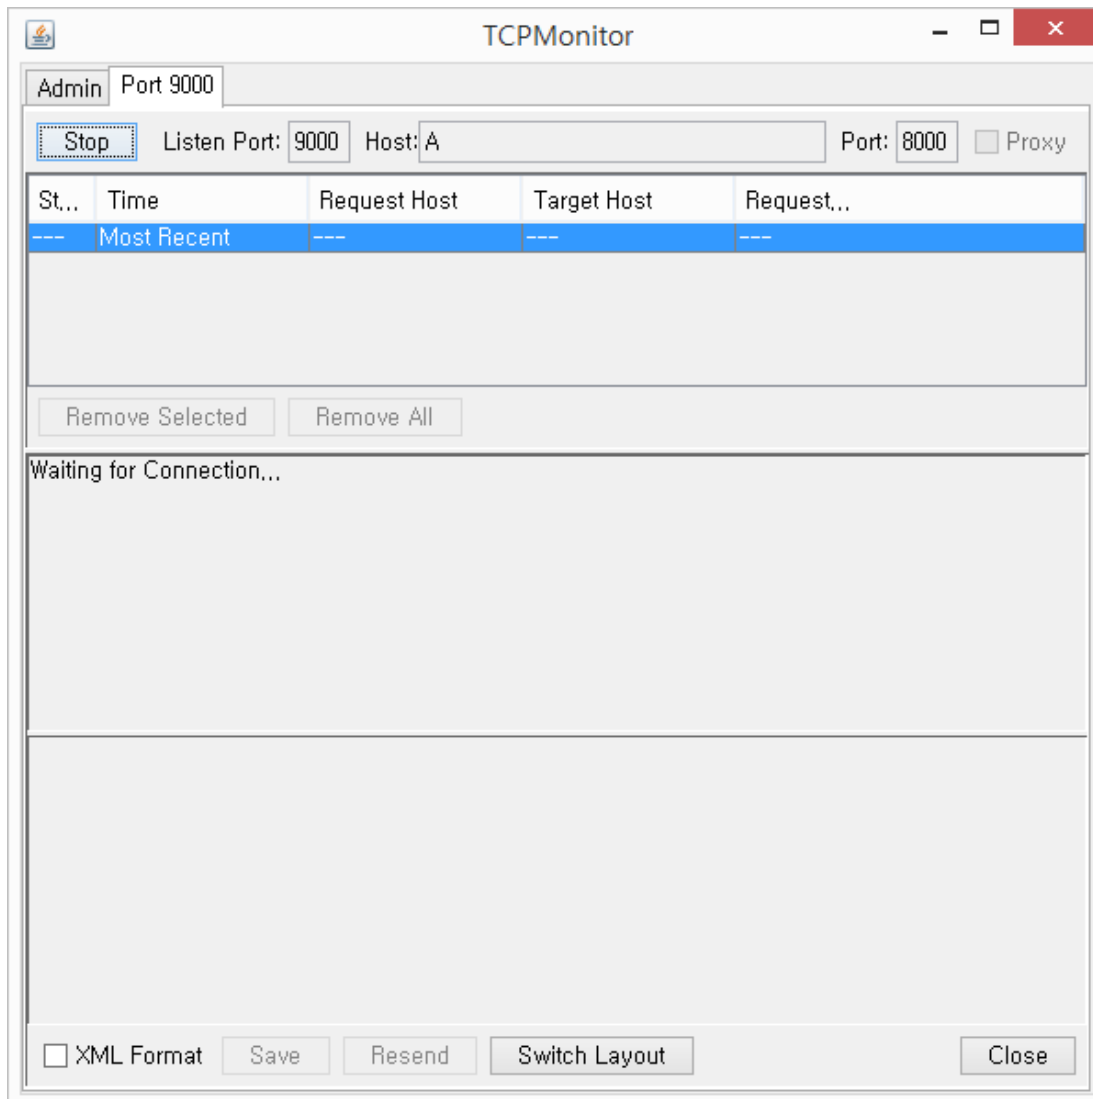 TCPMonitor
Admin Port 9000
Stop Listen Port: 9000 Host: A Port: 8000 Proxy
St... Time Request Host Target Host Request...
--- Most Recent --- --- ---
Remove Selected Remove All
Waiting for Connection...
XML Format Save Resend Switch Layout Close